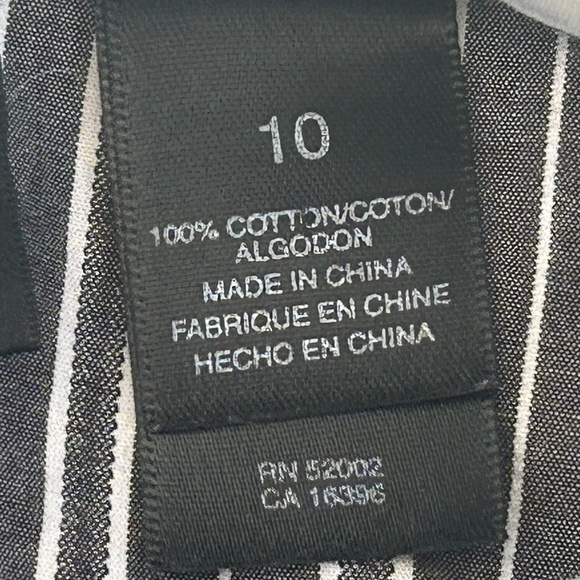 10
100% COTTON/COTON/
ALGODON
MADE IN CHINA
FABRIQUE EN CHINE
HECHO EN CHINA
RN 52002
CA 16396